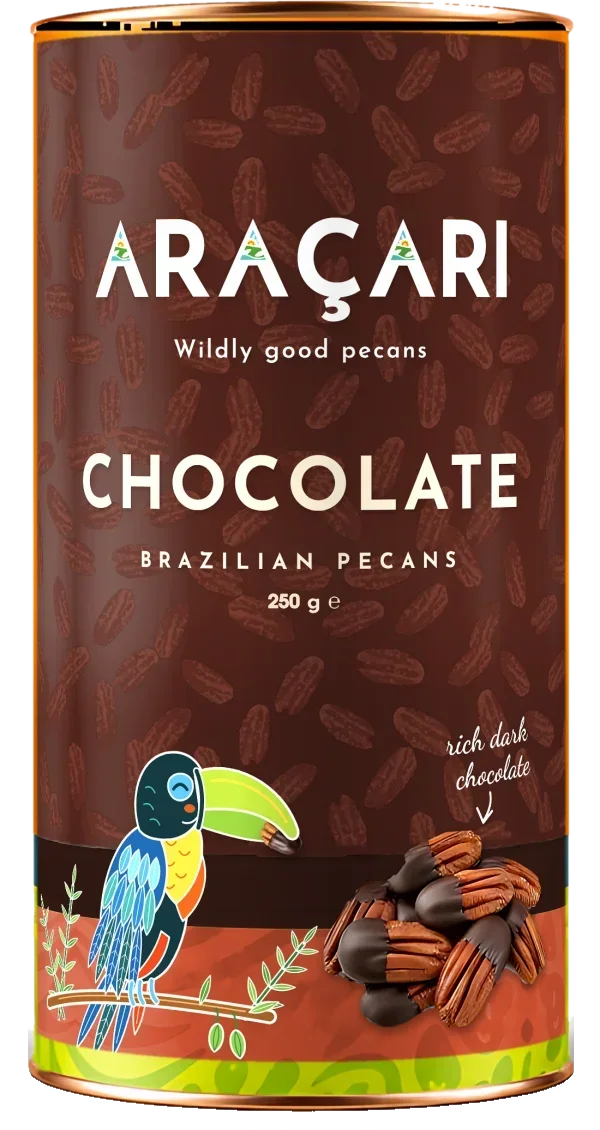 ARAÇARI
Wildly good pecans
CHOCOLATE
BRAZILIAN PECANS
250 g ℮
rich dark
chocolate